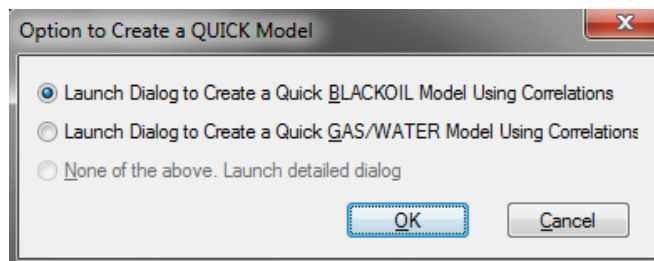 Option to Create a QUICK Model
Launch Dialog to Create a Quick BLACKOIL Model Using Correlations
Launch Dialog to Create a Quick GAS/WATER Model Using Correlations
None of the above. Launch detailed dialog
OK Cancel